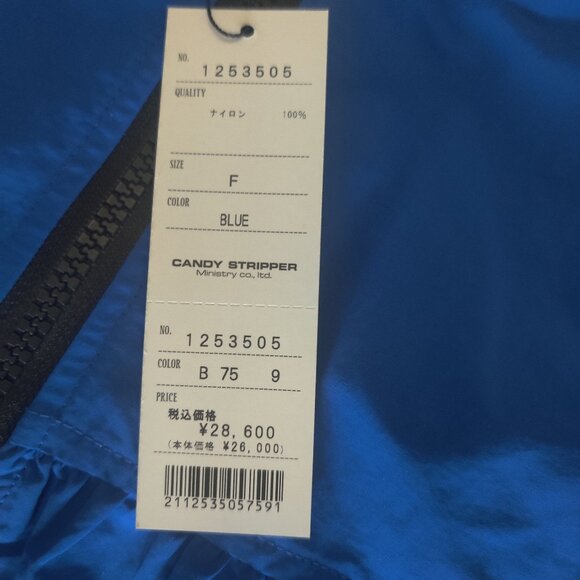 NO. 1253505
QUALITY
ナイロン 100%
SIZE
F
COLOR
BLUE
CANDY STRIPPER
Ministry co., ltd.
NO. 1253505
COLOR B 75 9
PRICE
税込価格
¥28,600
(本体価格 ¥26,000)
2112535057591